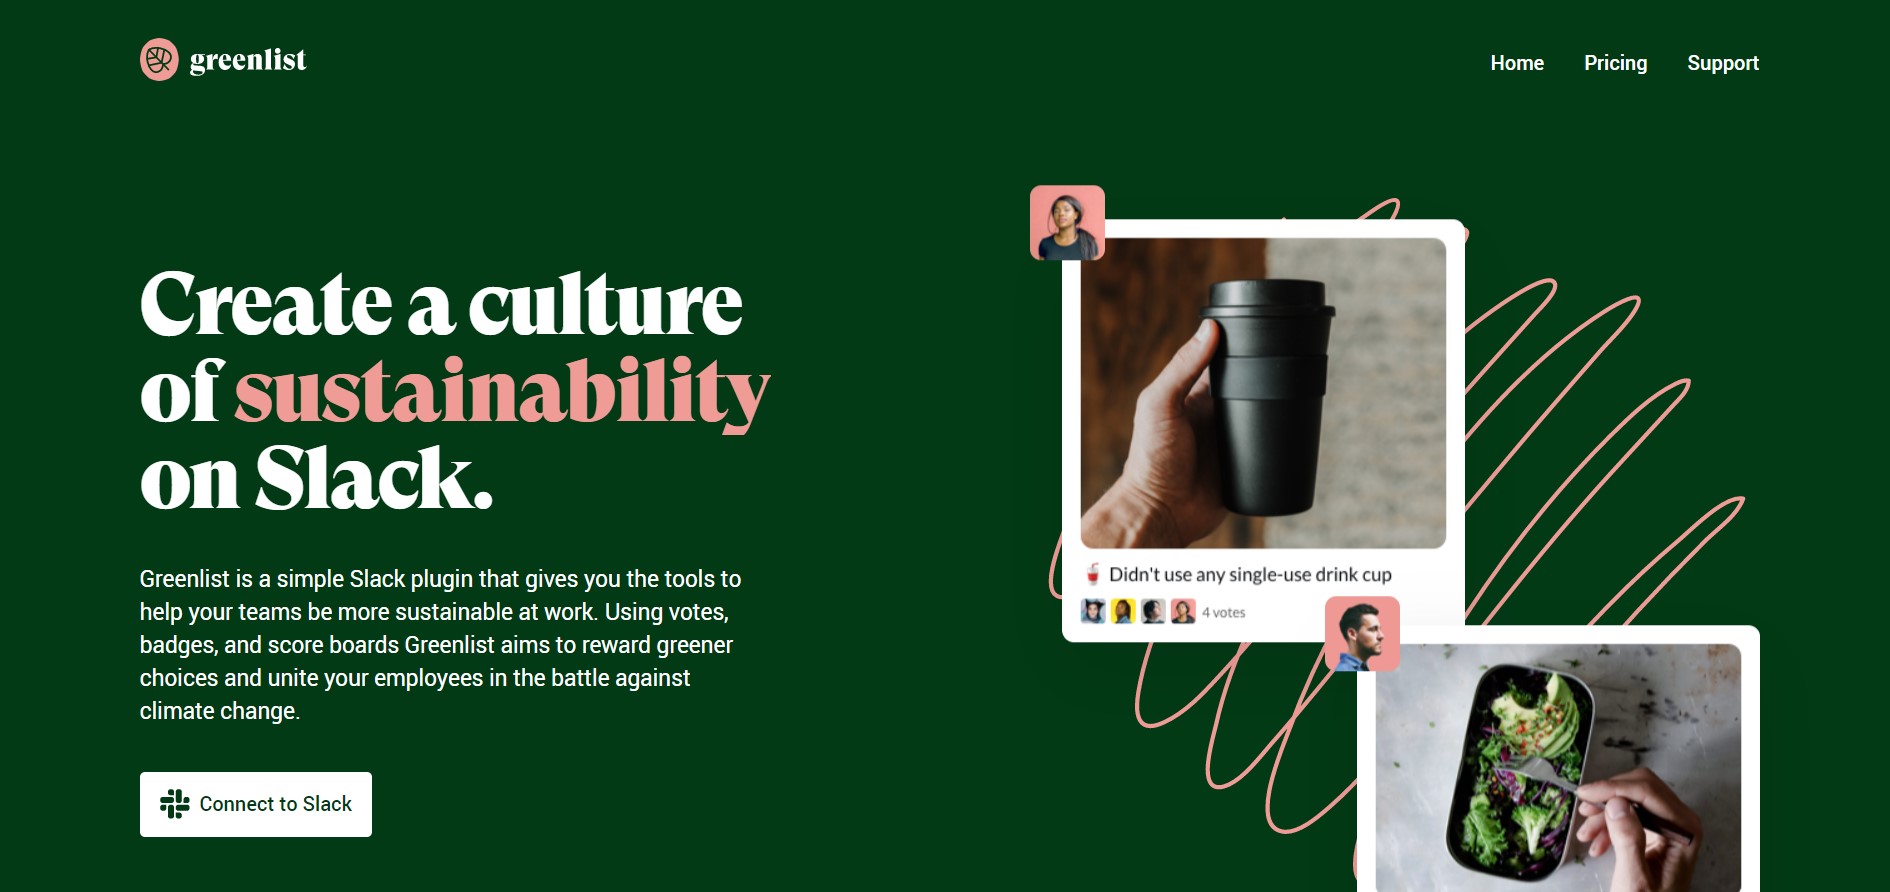 greenlist
Home
Pricing
Support
Create a culture
of sustainability
on Slack.
Greenlist is a simple Slack plugin that gives you the tools to
help your teams be more sustainable at work. Using votes,
badges, and score boards Greenlist aims to reward greener
choices and unite your employees in the battle against
climate change.
Connect to Slack
Didn't use any single-use drink cup
4 votes